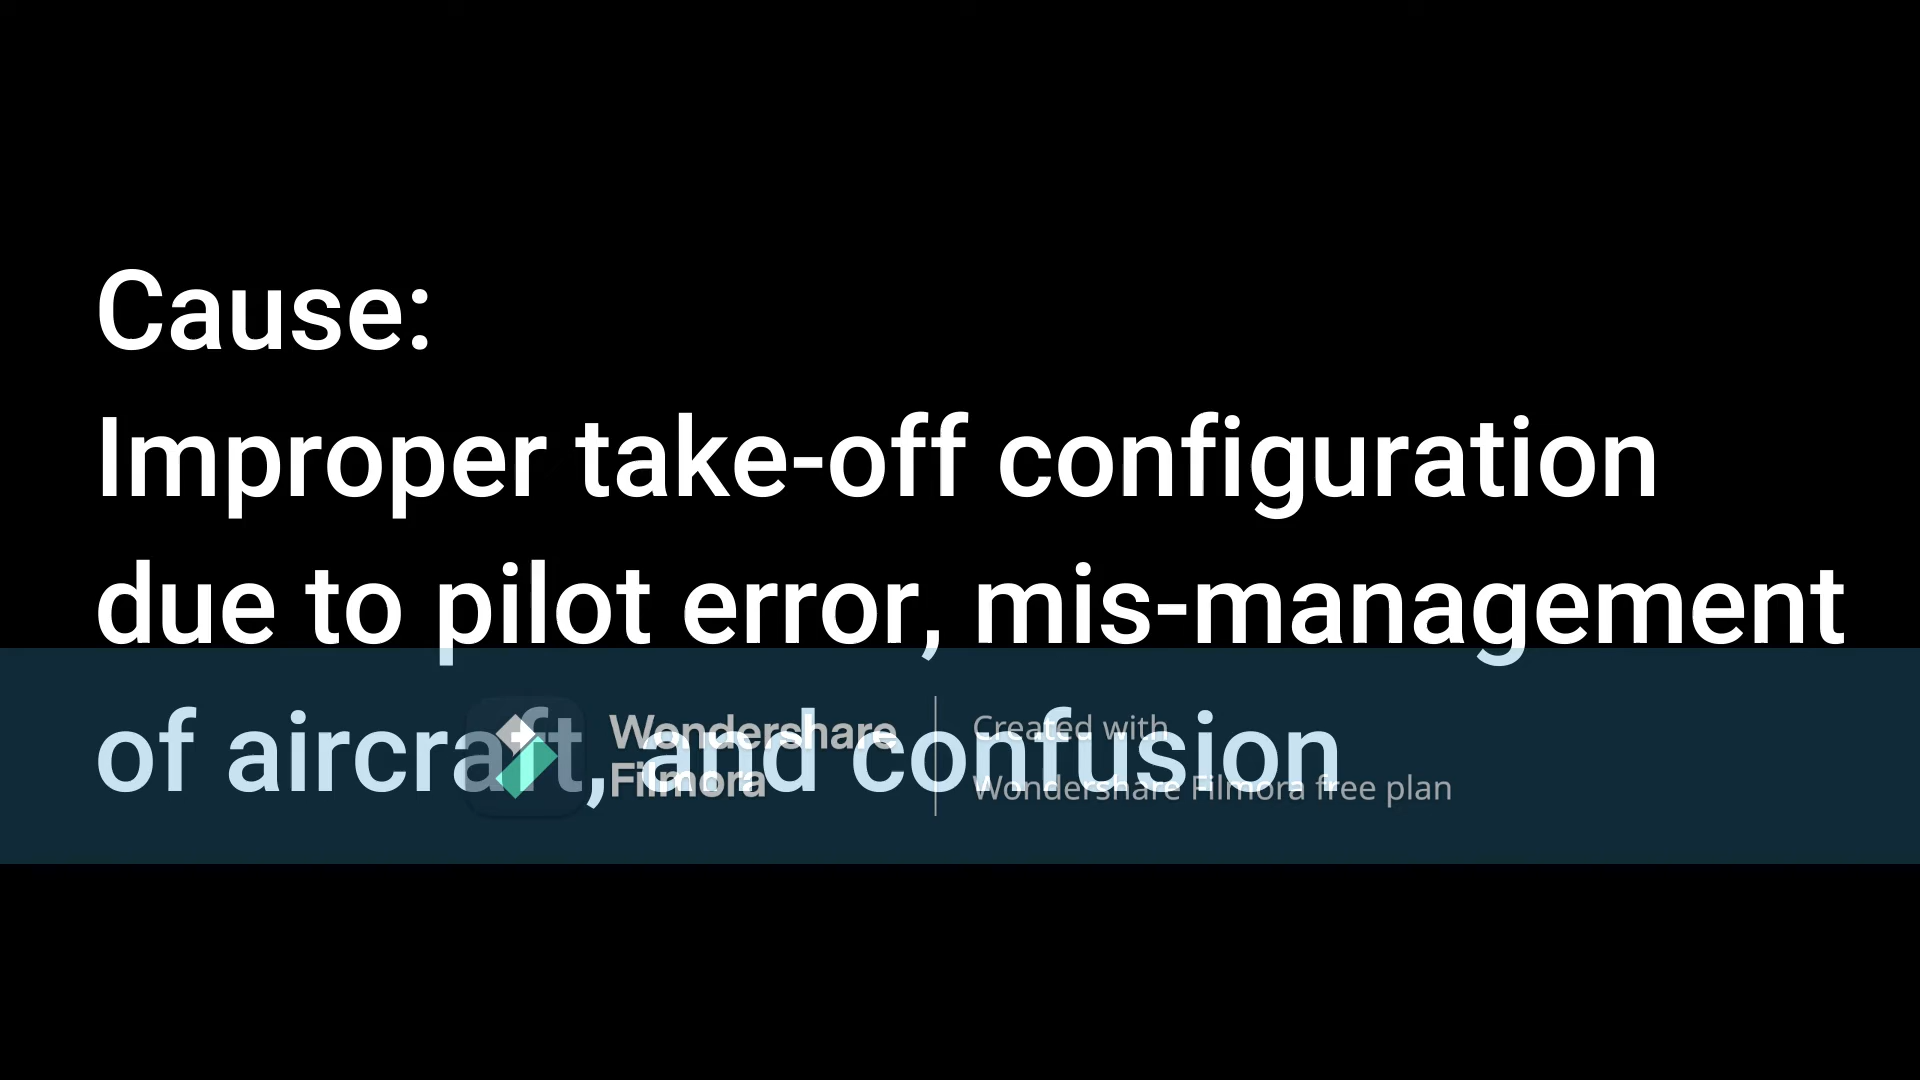 Cause:
Improper take-off configuration
due to pilot error, mis-management
of aircraft, and confusion
Wondershare
Filmora
Created with
Wondershare Filmora free plan